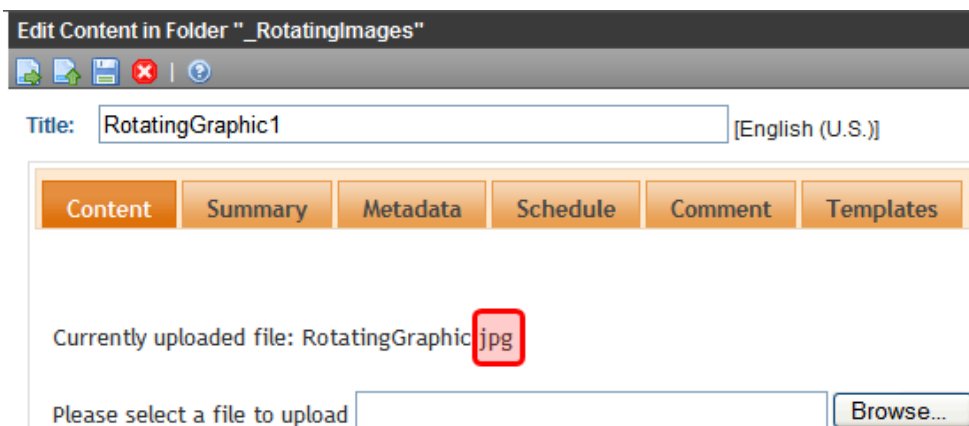 Edit Content in Folder "_RotatingImages"
Title: RotatingGraphic1 [English (U.S.)]
Content Summary Metadata Schedule Comment Templates
Currently uploaded file: RotatingGraphic jpg
Please select a file to upload Browse...